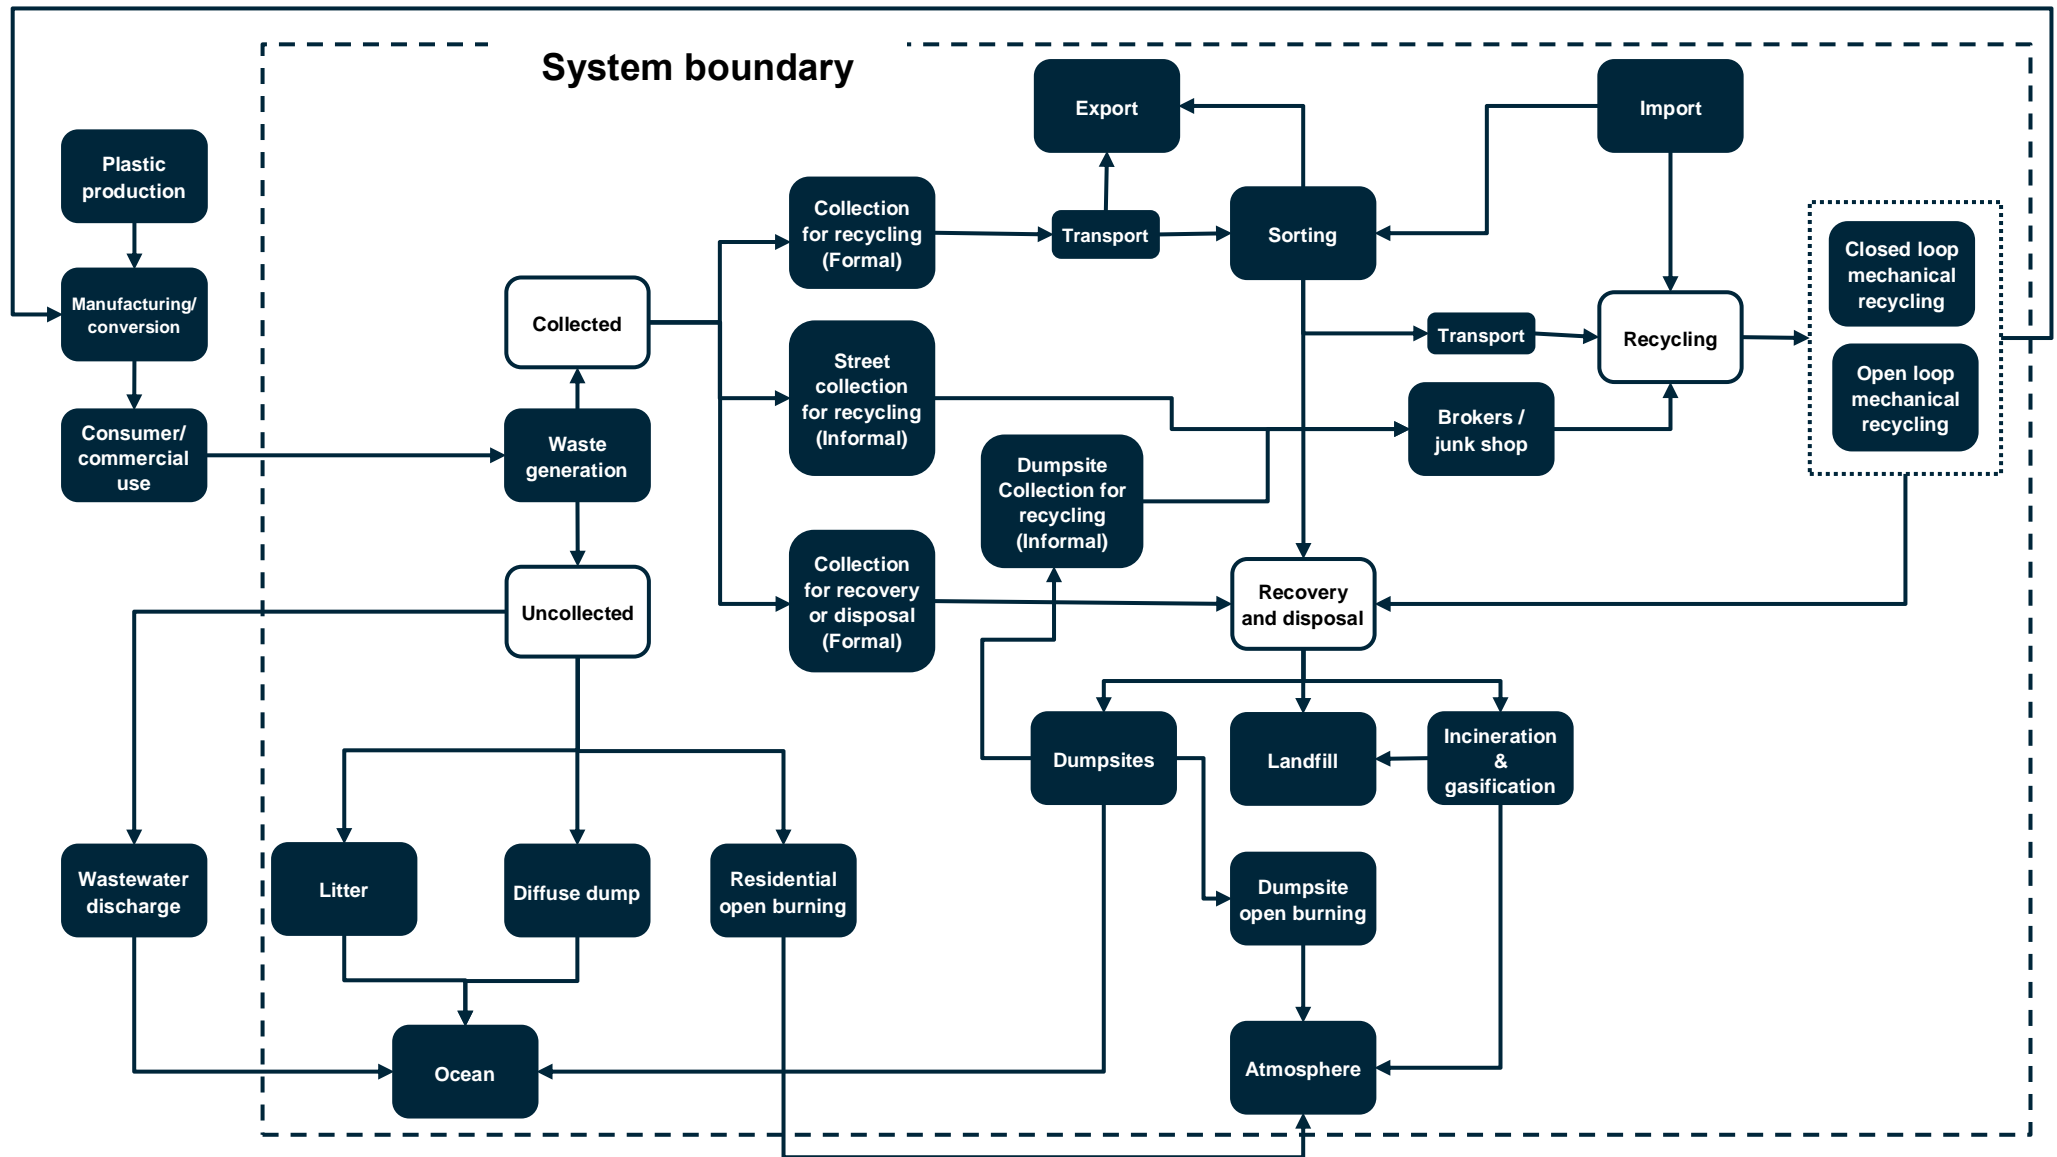 System boundary
Export
Import
Plastic
production
Collection
for recycling
(Formal)
Transport
Sorting
Closed loop
mechanical
recycling
Manufacturing/
conversion
Collected
Transport
Recycling
Street
collection
for recycling
(Informal)
Open loop
mechanical
recycling
Consumer/
commercial
use
Waste
generation
Brokers /
junk shop
Dumpsite
Collection for
recycling
(Informal)
Uncollected
Collection
for recovery
or disposal
(Formal)
Recovery
and disposal
Dumpsites
Landfill
Incineration
&
gasification
Wastewater
discharge
Litter
Diffuse dump
Residential
open burning
Dumpsite
open burning
Ocean
Atmosphere